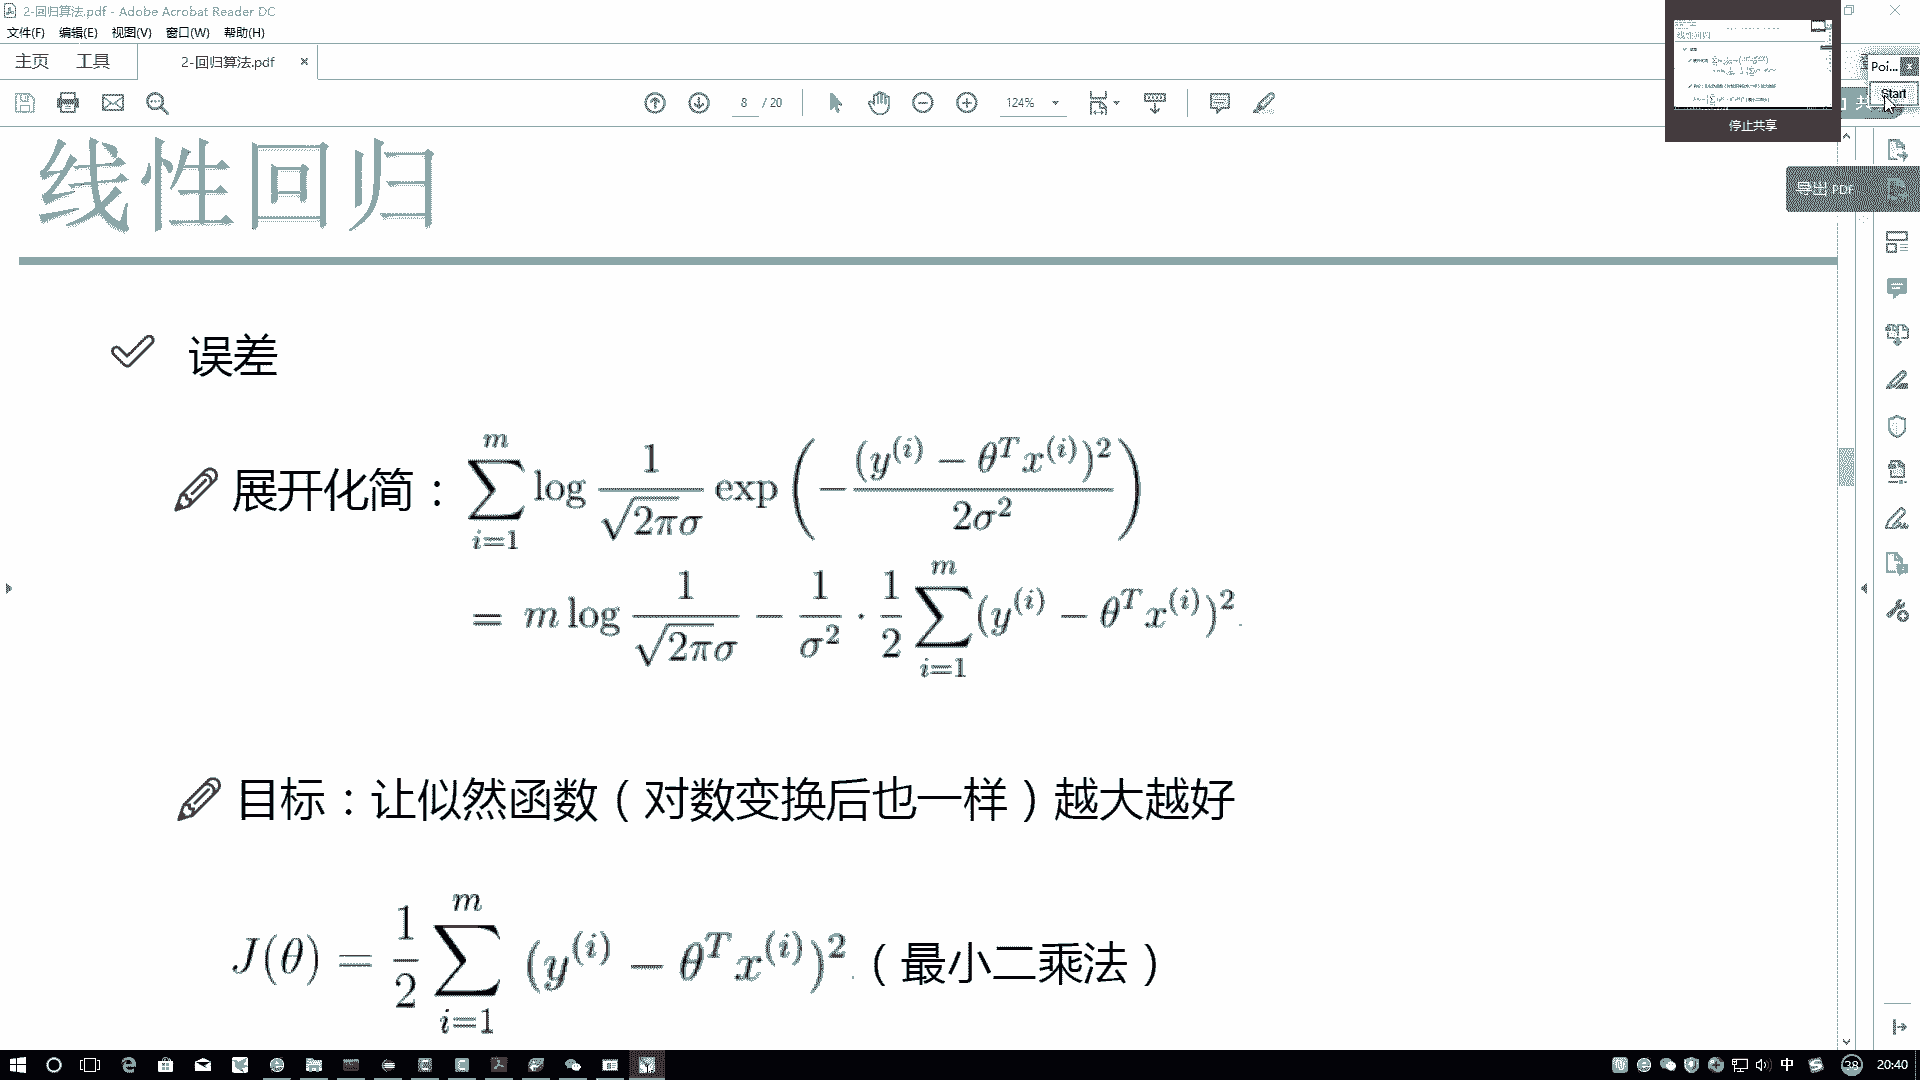 2-回归算法.pdf - Adobe Acrobat Reader DC
文件(F) 编辑(E) 视图(V) 窗口(W) 帮助(H)
主页 工具 2-回归算法.pdf ×
8 / 20 124%
Poi...
Start
共
停止共享
导出 PDF
线性回归
误差
展开化简：$\sum_{i=1}^{m} \log \frac{1}{\sqrt{2\pi}\sigma} \exp\left(-\frac{(y^{(i)} - \theta^T x^{(i)})^2}{2\sigma^2}\right)$
$= m \log \frac{1}{\sqrt{2\pi}\sigma} - \frac{1}{\sigma^2} \cdot \frac{1}{2} \sum_{i=1}^{m} (y^{(i)} - \theta^T x^{(i)})^2.$
目标：让似然函数（对数变换后也一样）越大越好
$J(\theta) = \frac{1}{2} \sum_{i=1}^{m} (y^{(i)} - \theta^T x^{(i)})^2.$（最小二乘法）
中 38 20:40